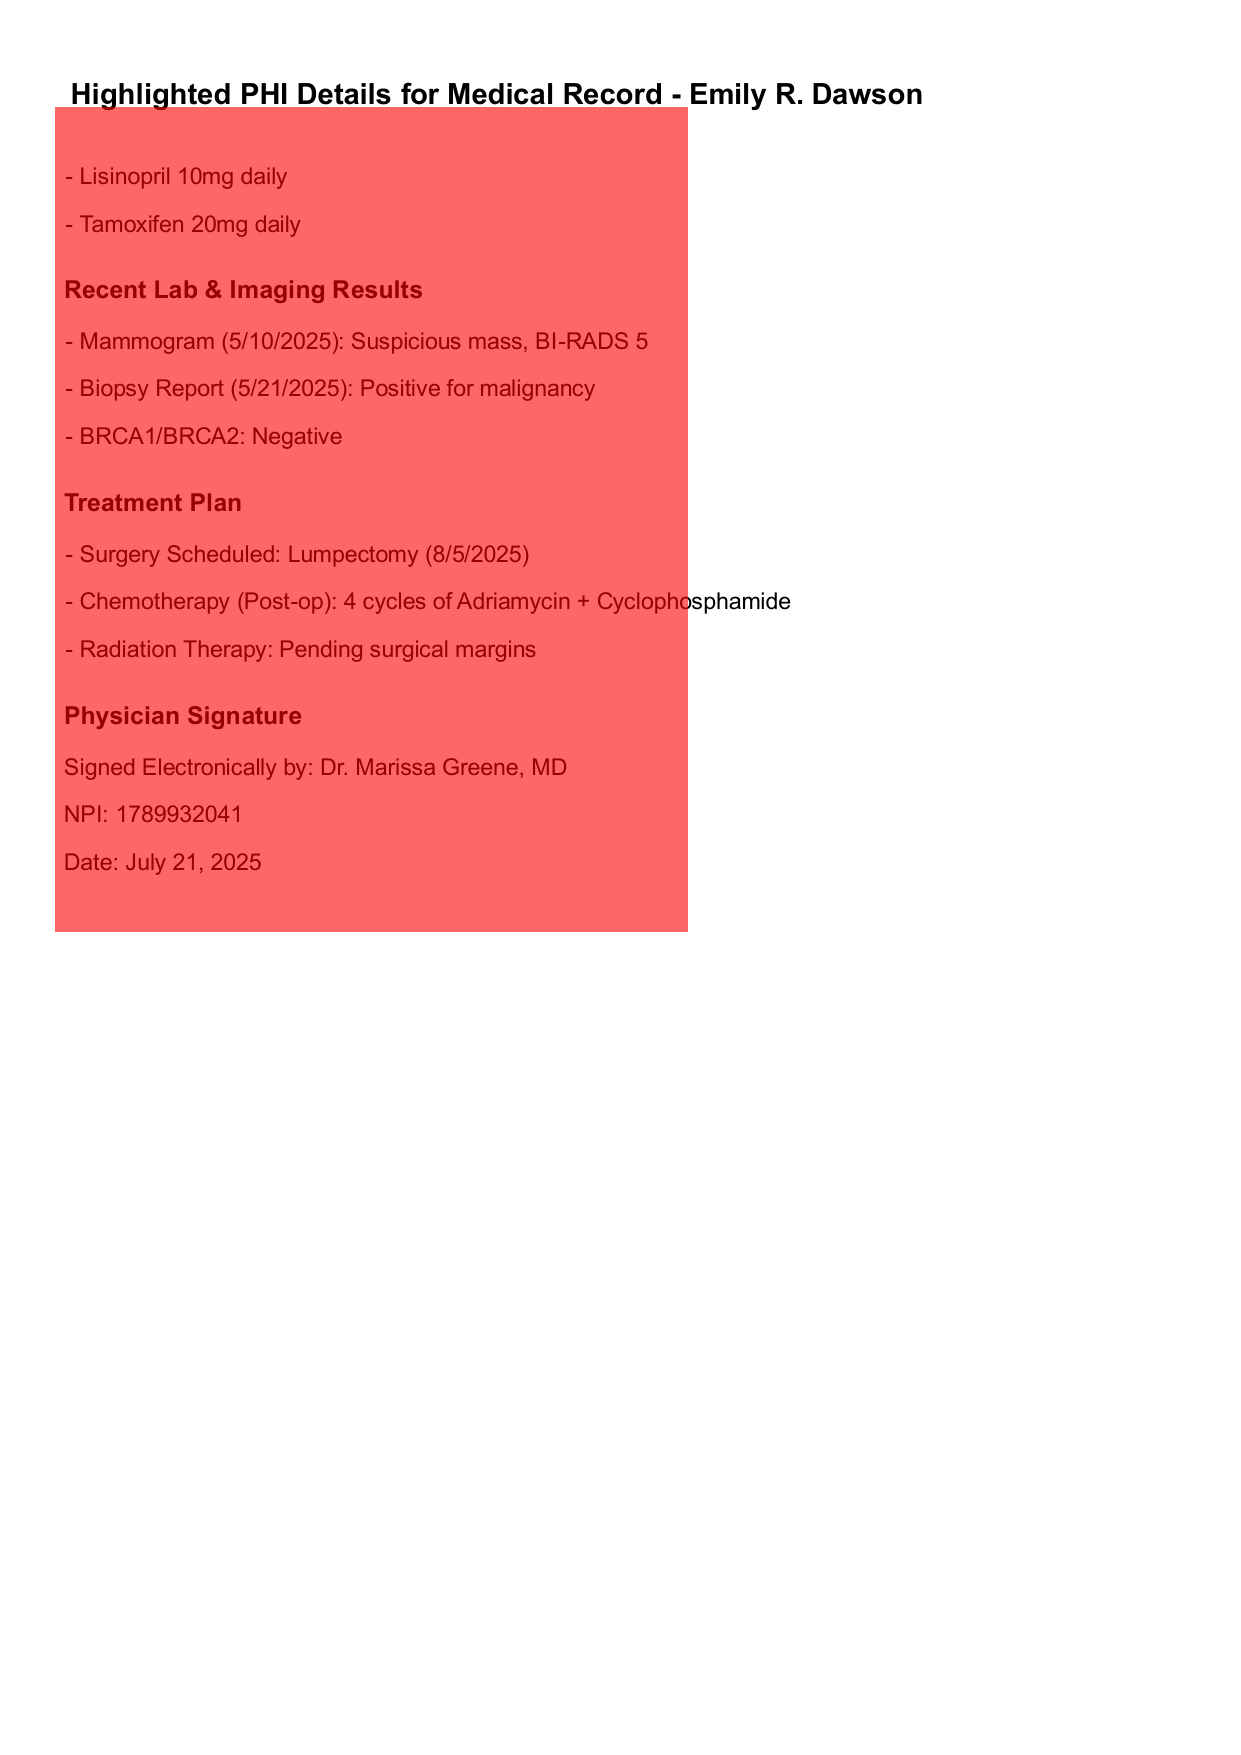 Highlighted PHI Details for Medical Record - Emily R. Dawson
- Lisinopril 10mg daily
- Tamoxifen 20mg daily
Recent Lab & Imaging Results
- Mammogram (5/10/2025): Suspicious mass, BI-RADS 5
- Biopsy Report (5/21/2025): Positive for malignancy
- BRCA1/BRCA2: Negative
Treatment Plan
- Surgery Scheduled: Lumpectomy (8/5/2025)
- Chemotherapy (Post-op): 4 cycles of Adriamycin + Cyclophosphamide
- Radiation Therapy: Pending surgical margins
Physician Signature
Signed Electronically by: Dr. Marissa Greene, MD
NPI: 1789932041
Date: July 21, 2025